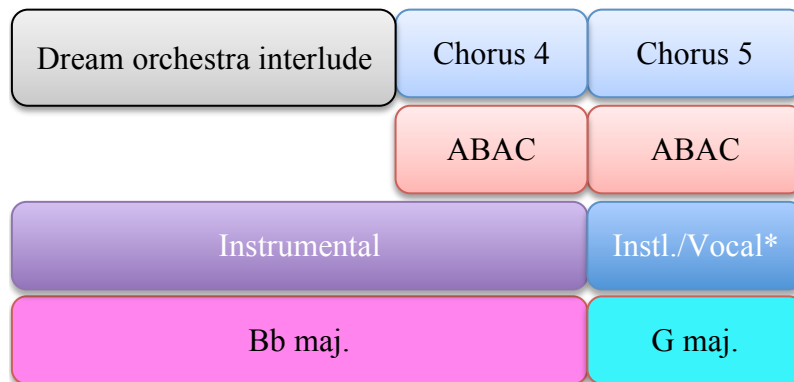 Dream orchestra interlude
Chorus 4
Chorus 5
ABAC
ABAC
Instrumental
Instl./Vocal*
Bb maj.
G maj.